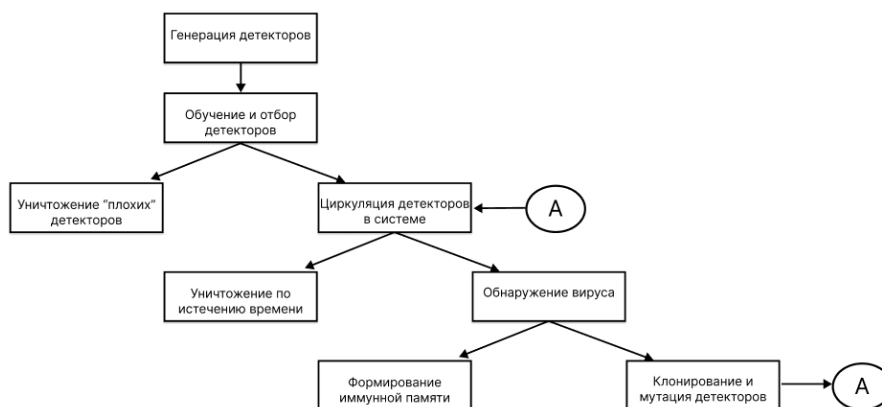 Генерация детекторов
Обучение и отбор
детекторов
Уничтожение “плохих”
детекторов
Циркуляция детекторов
в системе
А
Уничтожение по
истечению времени
Обнаружение вируса
Формирование
иммунной памяти
Клонирование и
мутация детекторов
А